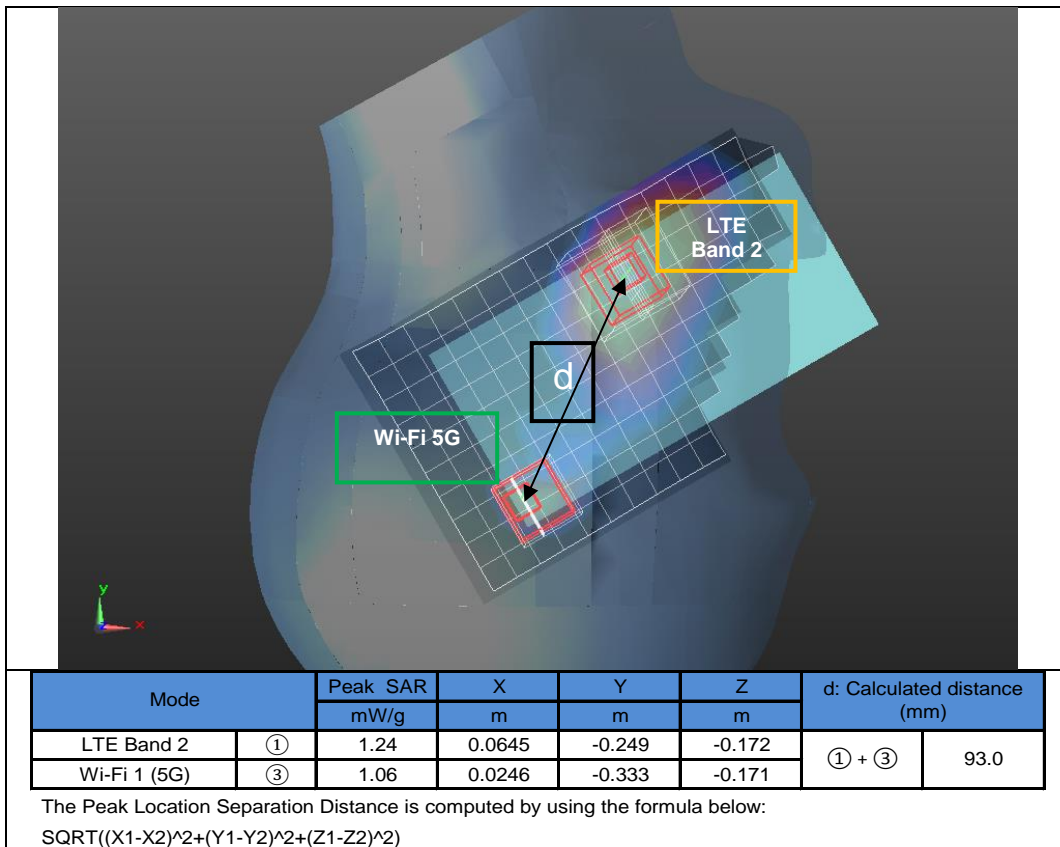 LTE
Band 2
d
Wi-Fi 5G
y
x
Mode Peak SAR X Y Z d: Calculated distance (mm)
mW/g m m m
LTE Band 2 ① 1.24 0.0645 -0.249 -0.172 ① + ③ 93.0
Wi-Fi 1 (5G) ③ 1.06 0.0246 -0.333 -0.171
The Peak Location Separation Distance is computed by using the formula below:
SQRT((X1-X2)^2+(Y1-Y2)^2+(Z1-Z2)^2)